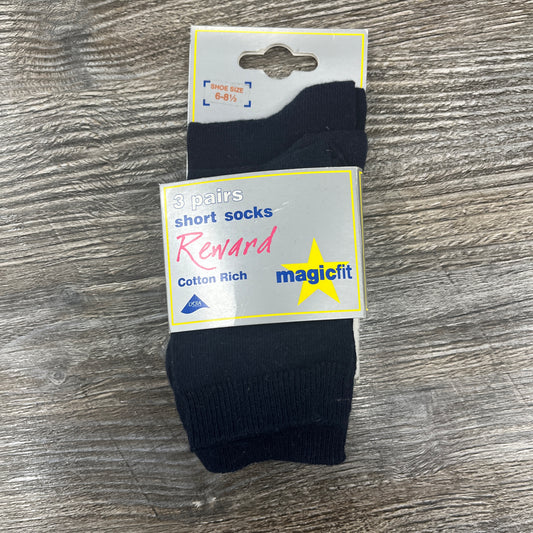 SHOE SIZE
6-8½
3 pairs
short socks
Reward
Cotton Rich
magicfit